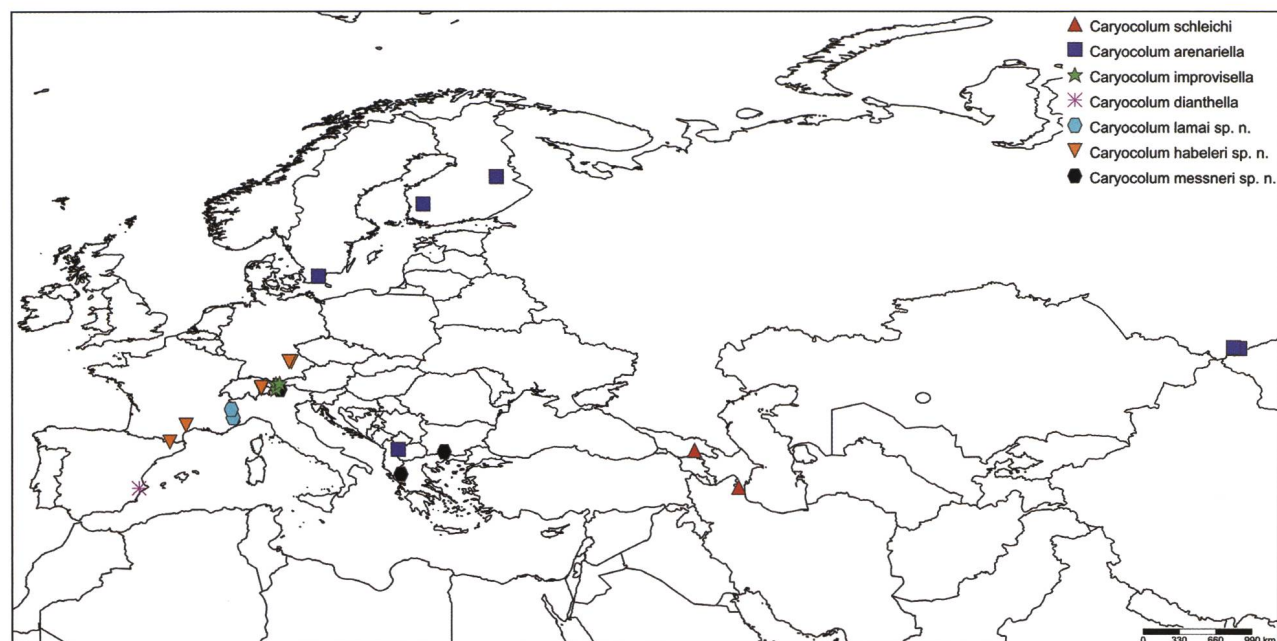 Caryocolum schleichi
Caryocolum arenariella
Caryocolum improvisella
Caryocolum dianthella
Caryocolum lamai sp. n.
Caryocolum habeleri sp. n.
Caryocolum messneri sp. n.
0 330 660 990 km